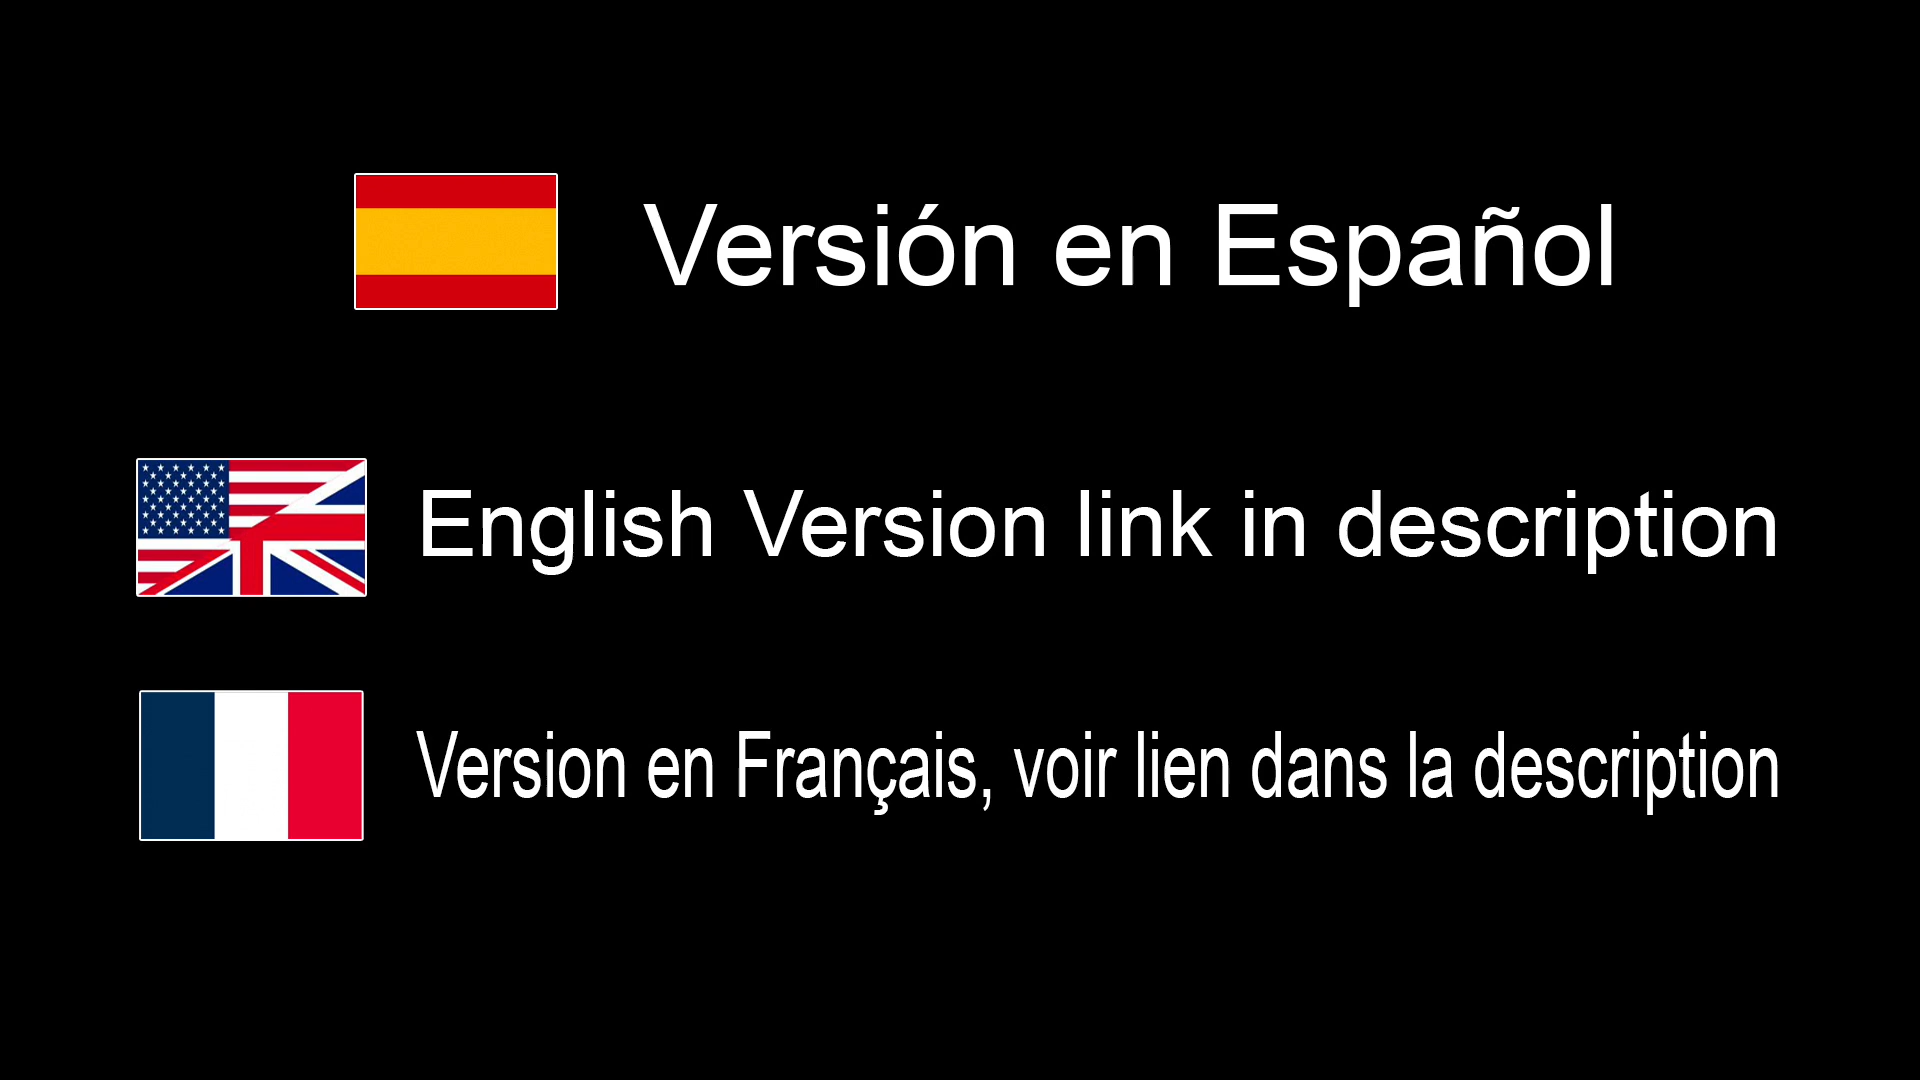 Versión en Español
English Version link in description
Version en Français, voir lien dans la description